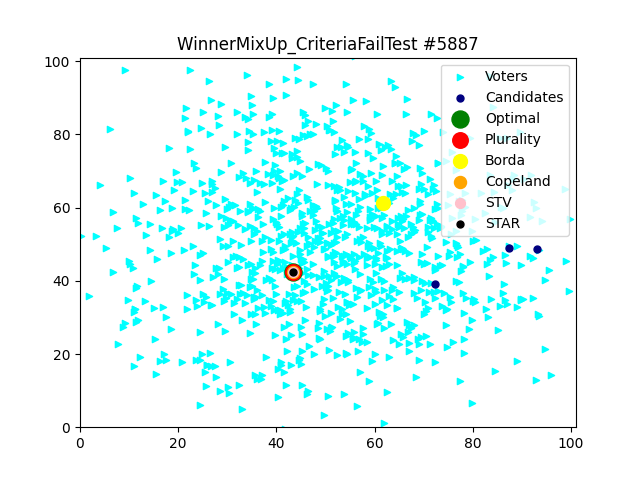 WinnerMixUp_CriteriaFailTest #5887
Voters
Candidates
Optimal
Plurality
Borda
Copeland
STV
STAR
100
80
60
40
20
0
0 20 40 60 80 100